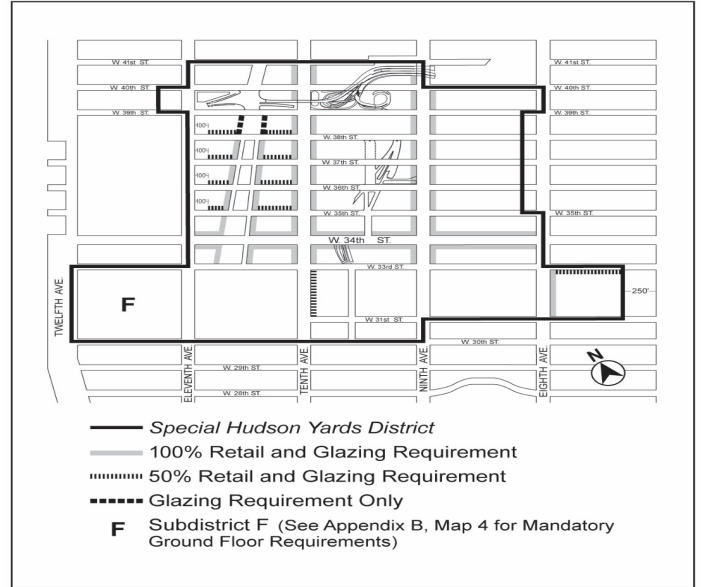 W. 41st ST. W. 41st ST.
W. 40th ST. W. 40th ST.
W. 39th ST. W. 39th ST.
400'
W. 38th ST.
400'
W. 37th ST.
400'
W. 36th ST.
400'
W. 35th ST. W. 35th ST.
W. 34th ST.
W. 33rd ST.
F
250'
W. 31st ST.
W. 30th ST.
TWELFTH AVE.
ELEVENTH AVE.
TENTH AVE.
NINTH AVE.
EIGHTH AVE.
N
W. 29th ST.
W. 28th ST.
Special Hudson Yards District
100% Retail and Glazing Requirement
50% Retail and Glazing Requirement
Glazing Requirement Only
F Subdistrict F (See Appendix B, Map 4 for Mandatory
Ground Floor Requirements)